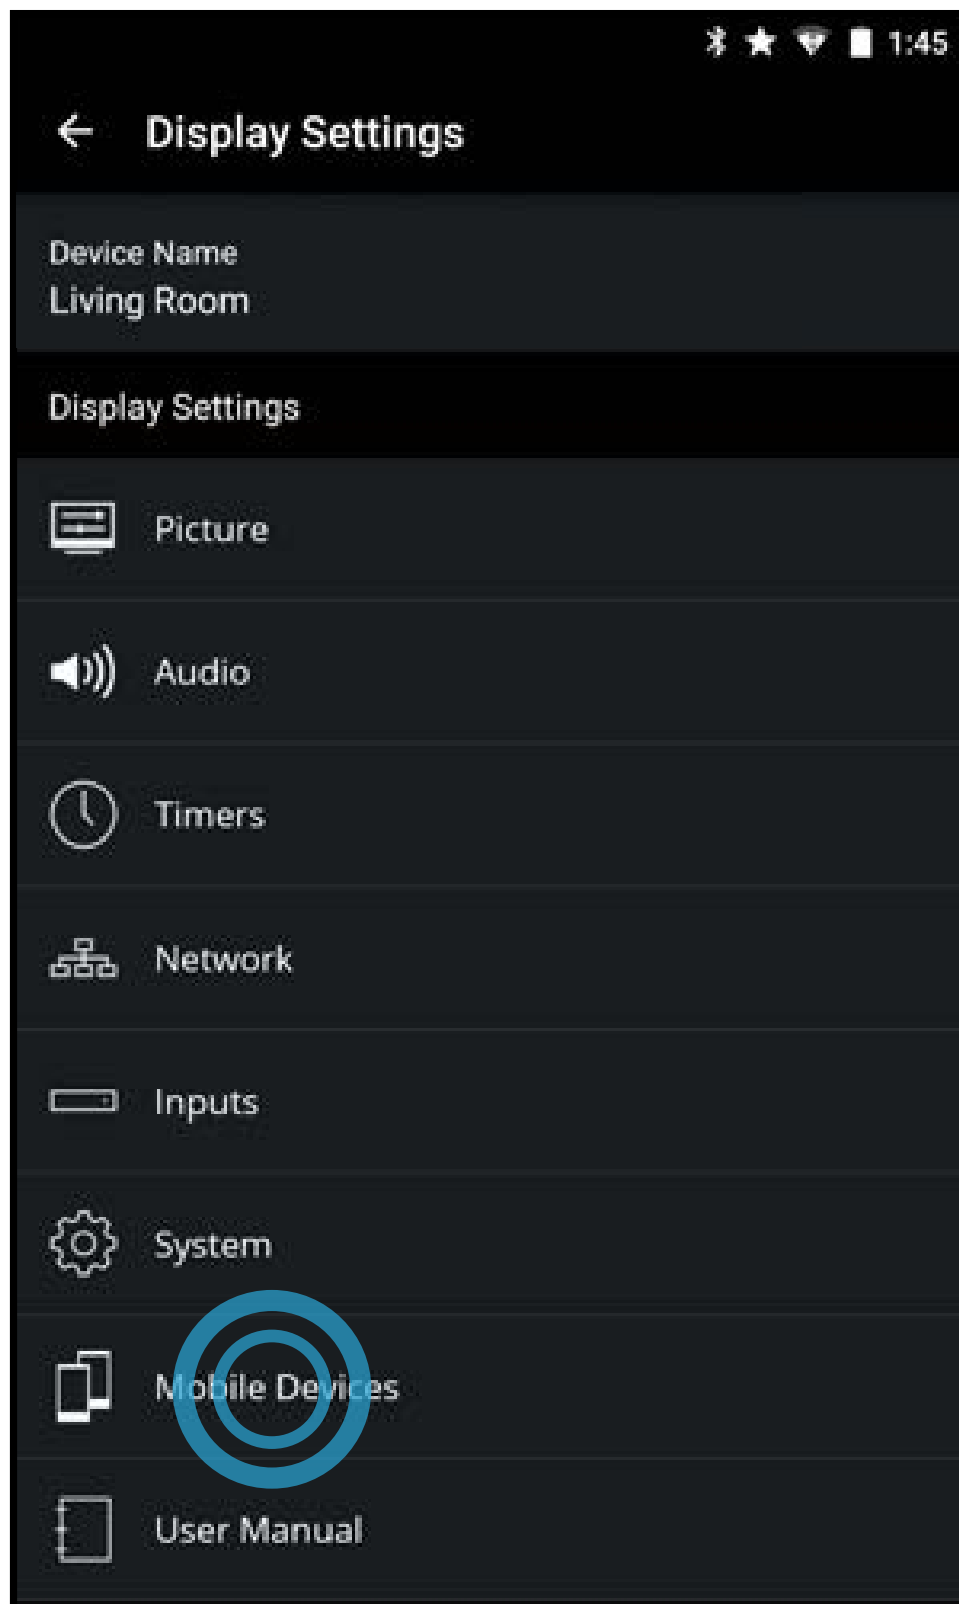 1:45
Display Settings
Device Name
Living Room
Display Settings
Picture
Audio
Timers
Network
Inputs
System
Mobile Devices
User Manual